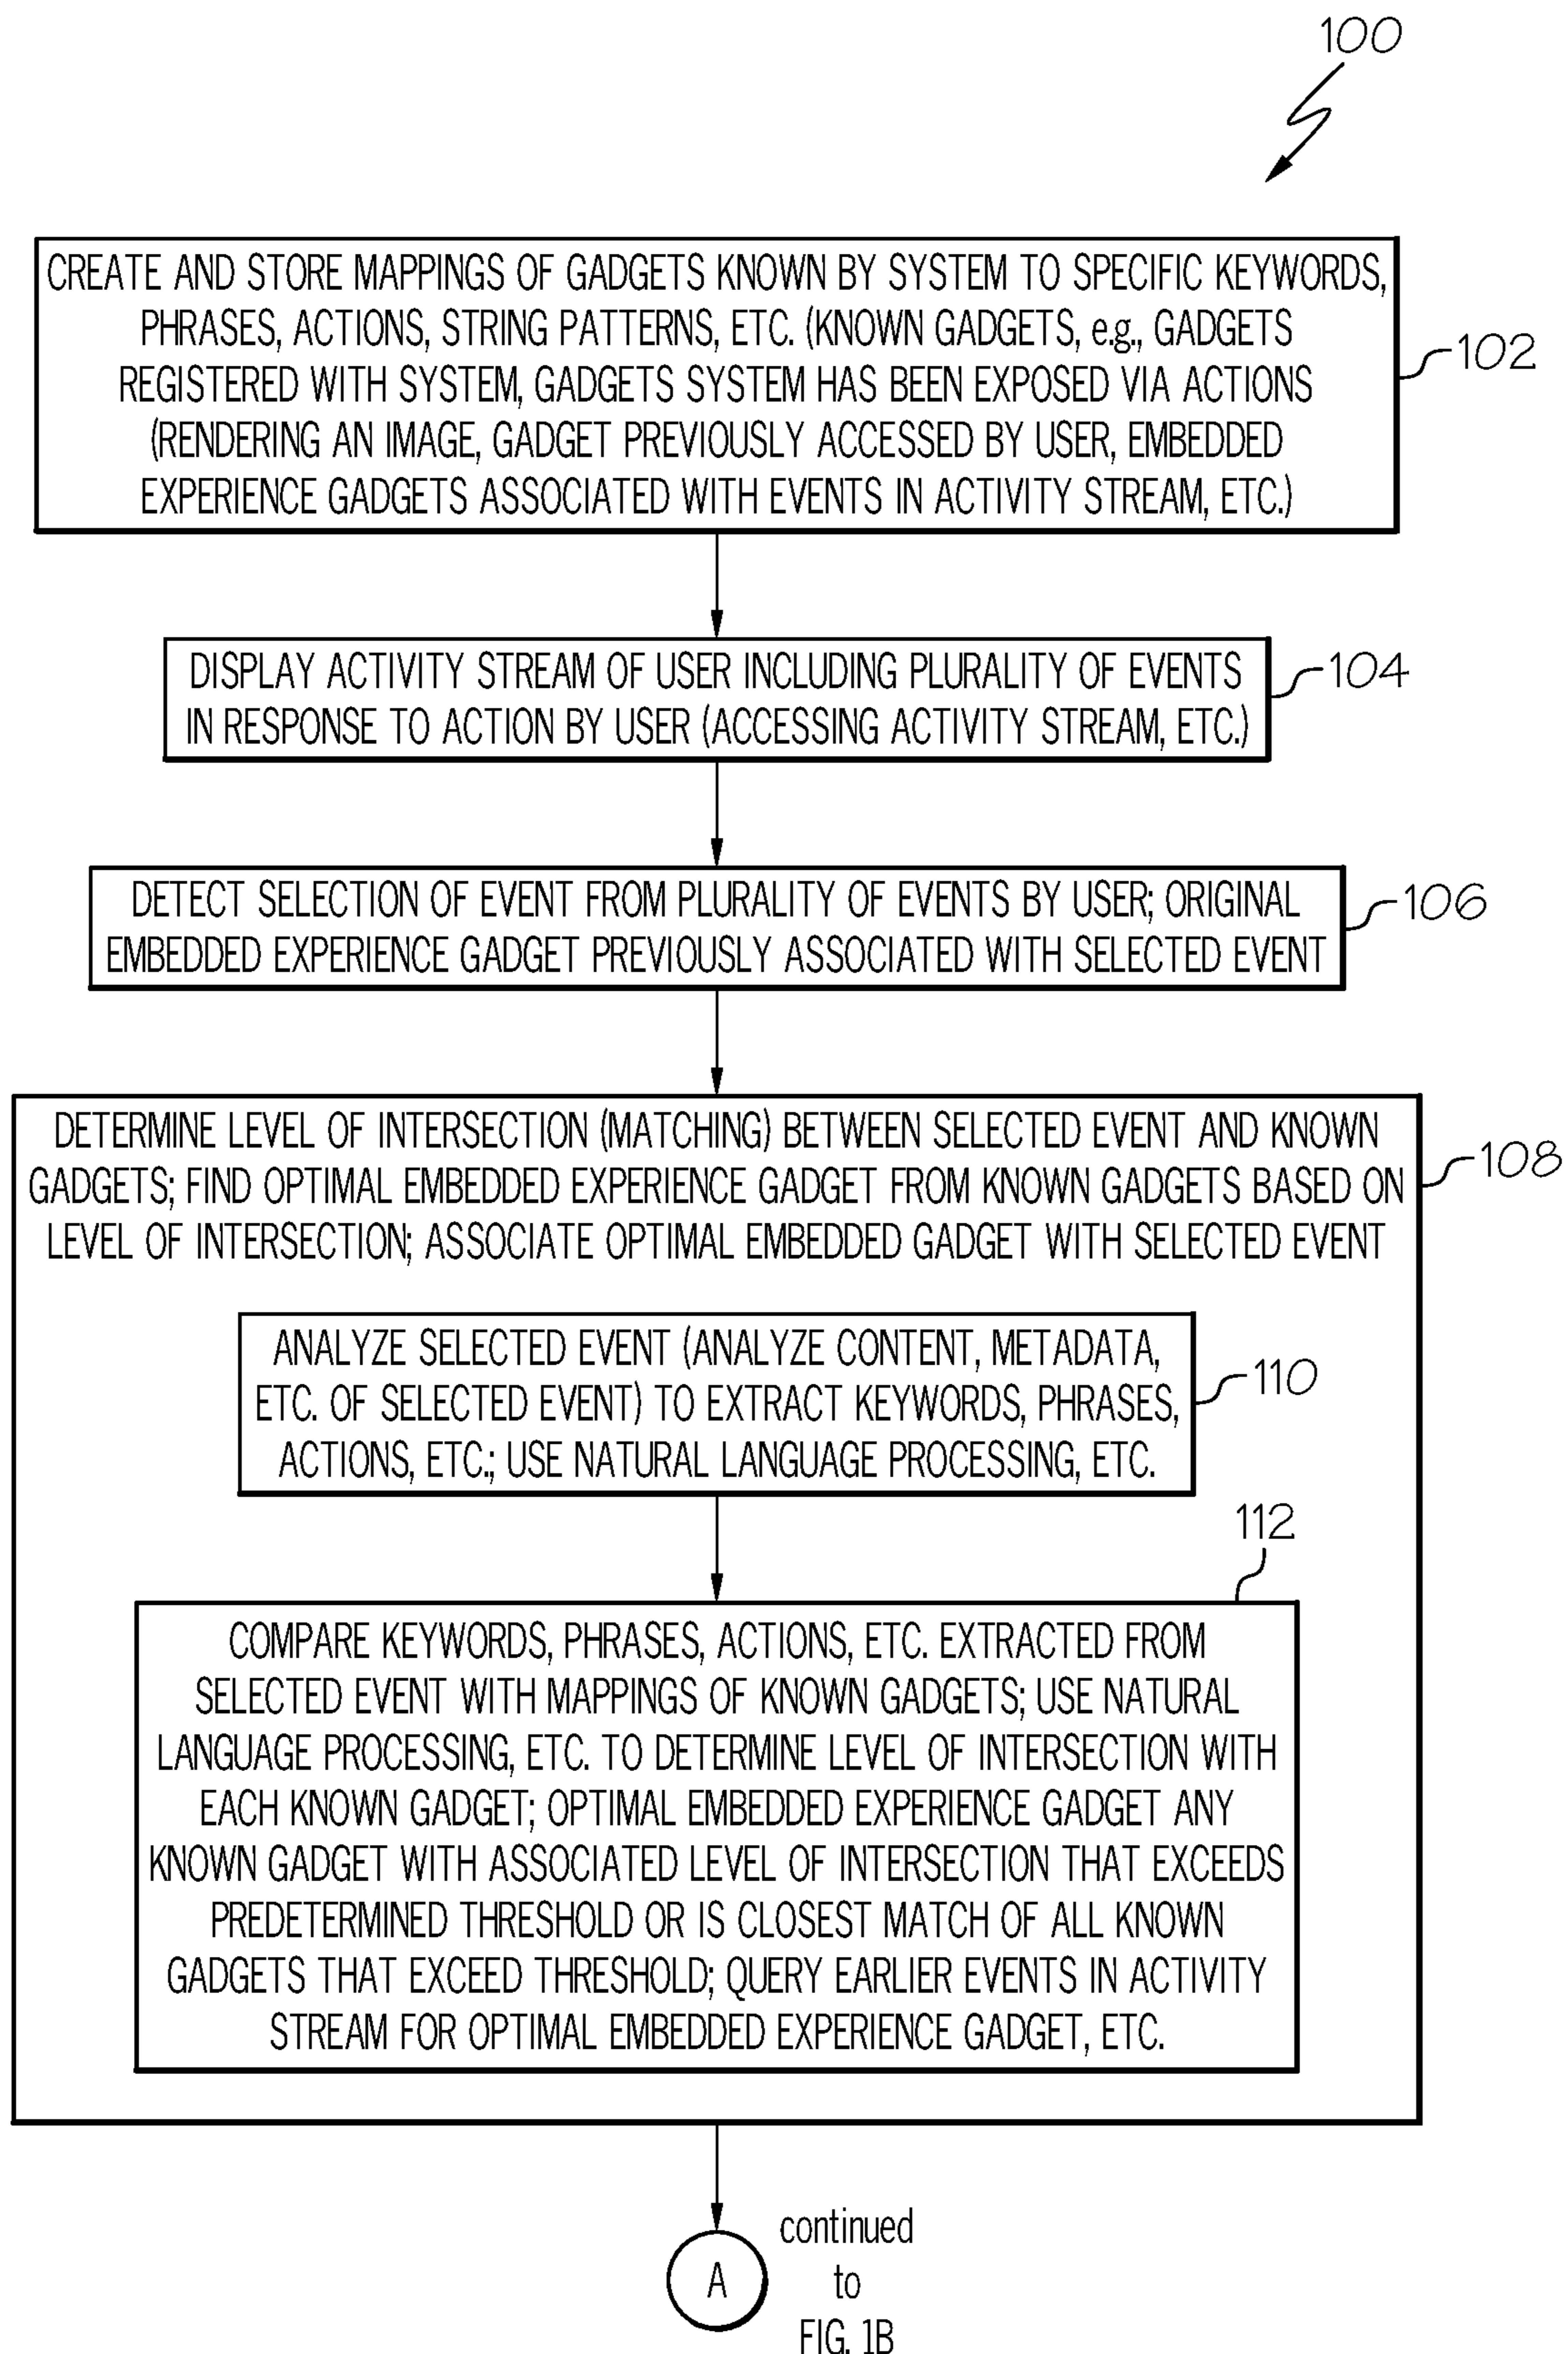 100
CREATE AND STORE MAPPINGS OF GADGETS KNOWN BY SYSTEM TO SPECIFIC KEYWORDS,
PHRASES, ACTIONS, STRING PATTERNS, ETC. (KNOWN GADGETS, e.g., GADGETS
REGISTERED WITH SYSTEM, GADGETS SYSTEM HAS BEEN EXPOSED VIA ACTIONS
(RENDERING AN IMAGE, GADGET PREVIOUSLY ACCESSED BY USER, EMBEDDED
EXPERIENCE GADGETS ASSOCIATED WITH EVENTS IN ACTIVITY STREAM, ETC.)
102
DISPLAY ACTIVITY STREAM OF USER INCLUDING PLURALITY OF EVENTS
IN RESPONSE TO ACTION BY USER (ACCESSING ACTIVITY STREAM, ETC.)
104
DETECT SELECTION OF EVENT FROM PLURALITY OF EVENTS BY USER; ORIGINAL
EMBEDDED EXPERIENCE GADGET PREVIOUSLY ASSOCIATED WITH SELECTED EVENT
106
DETERMINE LEVEL OF INTERSECTION (MATCHING) BETWEEN SELECTED EVENT AND KNOWN
GADGETS; FIND OPTIMAL EMBEDDED EXPERIENCE GADGET FROM KNOWN GADGETS BASED ON
LEVEL OF INTERSECTION; ASSOCIATE OPTIMAL EMBEDDED GADGET WITH SELECTED EVENT
108
ANALYZE SELECTED EVENT (ANALYZE CONTENT, METADATA,
ETC. OF SELECTED EVENT) TO EXTRACT KEYWORDS, PHRASES,
ACTIONS, ETC.; USE NATURAL LANGUAGE PROCESSING, ETC.
110
112
COMPARE KEYWORDS, PHRASES, ACTIONS, ETC. EXTRACTED FROM
SELECTED EVENT WITH MAPPINGS OF KNOWN GADGETS; USE NATURAL
LANGUAGE PROCESSING, ETC. TO DETERMINE LEVEL OF INTERSECTION WITH
EACH KNOWN GADGET; OPTIMAL EMBEDDED EXPERIENCE GADGET ANY
KNOWN GADGET WITH ASSOCIATED LEVEL OF INTERSECTION THAT EXCEEDS
PREDETERMINED THRESHOLD OR IS CLOSEST MATCH OF ALL KNOWN
GADGETS THAT EXCEED THRESHOLD; QUERY EARLIER EVENTS IN ACTIVITY
STREAM FOR OPTIMAL EMBEDDED EXPERIENCE GADGET, ETC.
A
continued
to
FIG. 1B